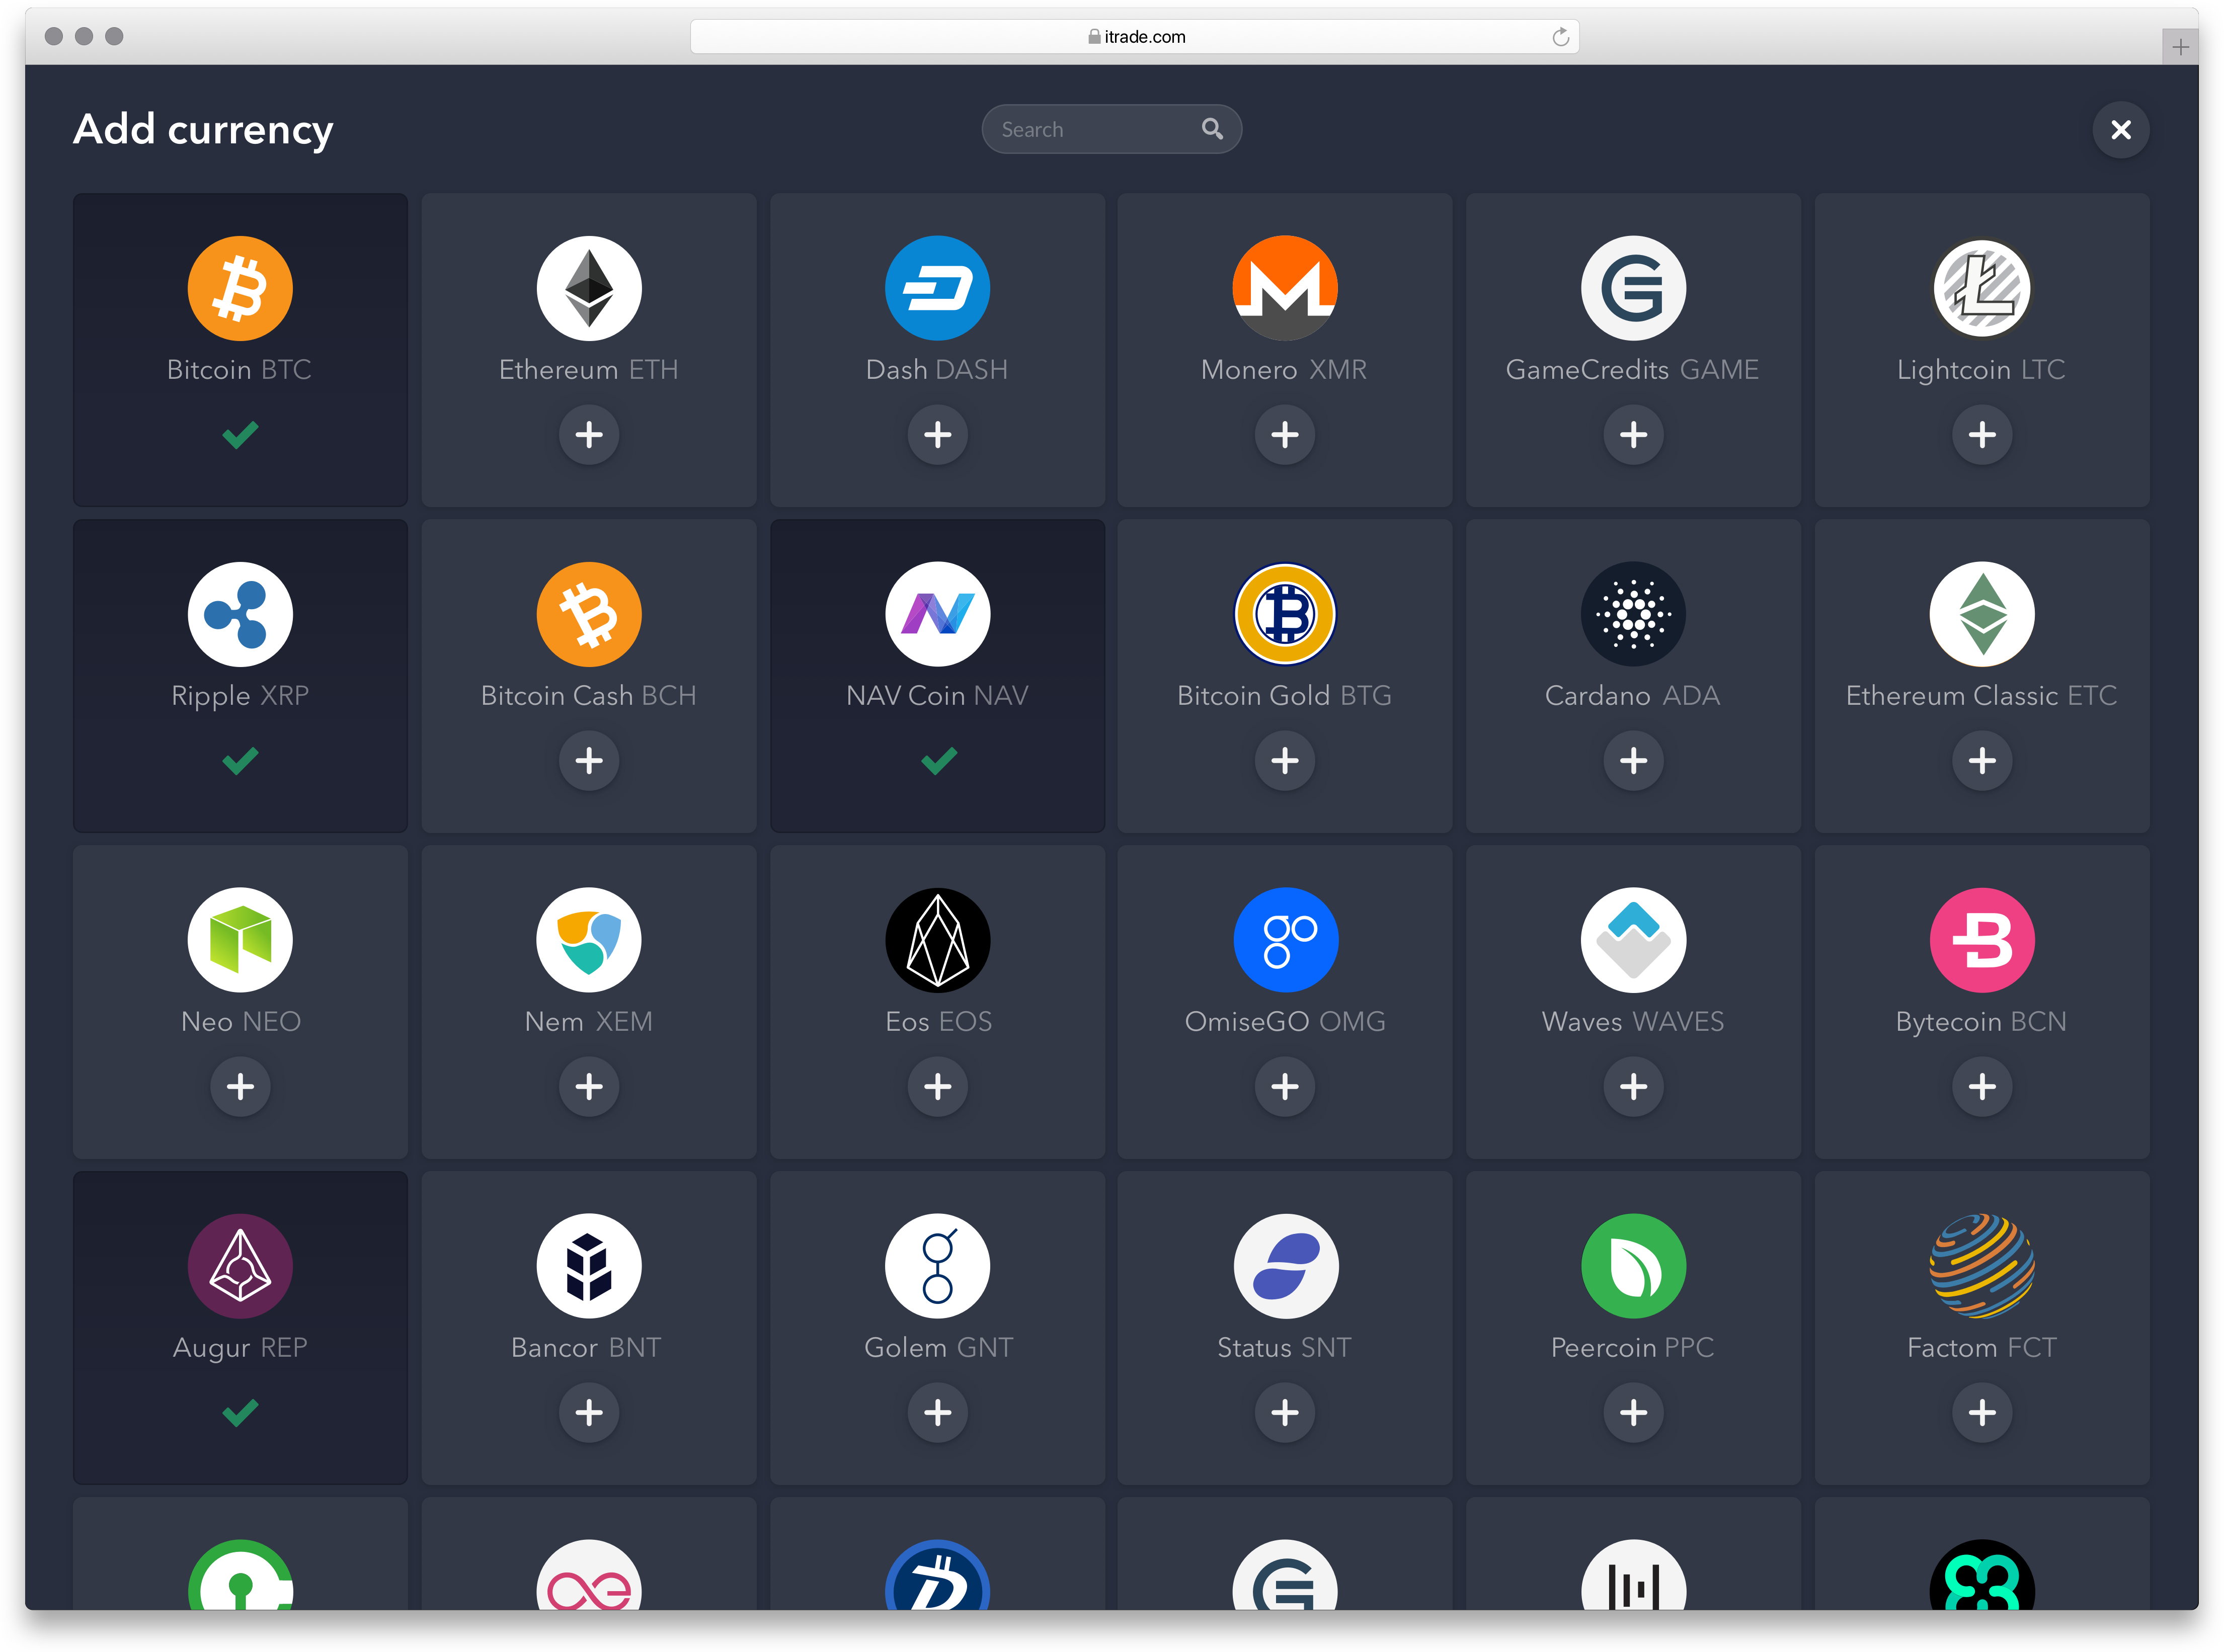 itrade.com
Add currency
Search
Bitcoin BTC
Ethereum ETH
Dash DASH
Monero XMR
GameCredits GAME
Lightcoin LTC
Ripple XRP
Bitcoin Cash BCH
NAV Coin NAV
Bitcoin Gold BTG
Cardano ADA
Ethereum Classic ETC
Neo NEO
Nem XEM
Eos EOS
OmiseGO OMG
Waves WAVES
Bytecoin BCN
Augur REP
Bancor BNT
Golem GNT
Status SNT
Peercoin PPC
Factom FCT